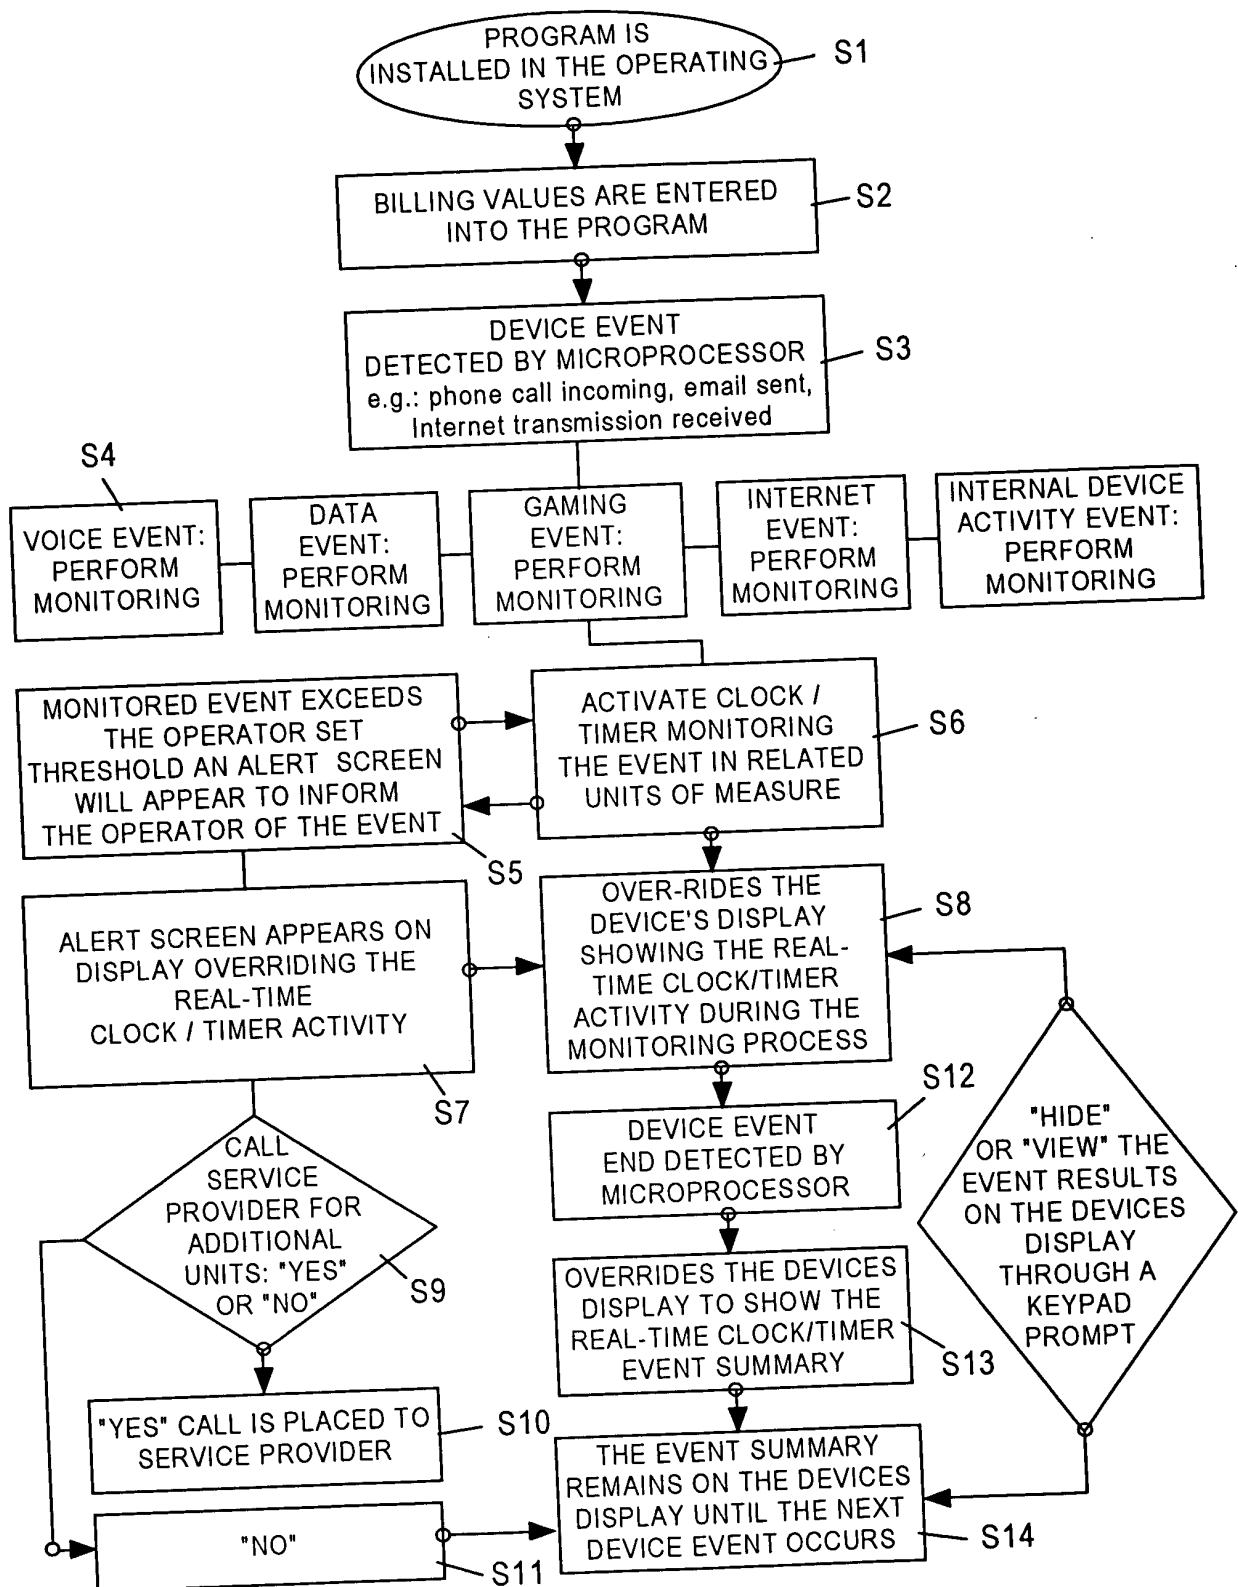 PROGRAM IS
INSTALLED IN THE OPERATING
SYSTEM
S1
BILLING VALUES ARE ENTERED
INTO THE PROGRAM
S2
DEVICE EVENT
DETECTED BY MICROPROCESSOR
e.g.: phone call incoming, email sent,
Internet transmission received
S3
S4
VOICE EVENT:
PERFORM
MONITORING
DATA
EVENT:
PERFORM
MONITORING
GAMING
EVENT:
PERFORM
MONITORING
INTERNET
EVENT:
PERFORM
MONITORING
INTERNAL DEVICE
ACTIVITY EVENT:
PERFORM
MONITORING
MONITORED EVENT EXCEEDS
THE OPERATOR SET
THRESHOLD AN ALERT SCREEN
WILL APPEAR TO INFORM
THE OPERATOR OF THE EVENT
S5
ACTIVATE CLOCK /
TIMER MONITORING
THE EVENT IN RELATED
UNITS OF MEASURE
S6
ALERT SCREEN APPEARS ON
DISPLAY OVERRIDING THE
REAL-TIME
CLOCK / TIMER ACTIVITY
S7
OVER-RIDES THE
DEVICE'S DISPLAY
SHOWING THE REAL-
TIME CLOCK/TIMER
ACTIVITY DURING THE
MONITORING PROCESS
S8
CALL
SERVICE
PROVIDER FOR
ADDITIONAL
UNITS: "YES"
OR "NO"
S9
DEVICE EVENT
END DETECTED BY
MICROPROCESSOR
S12
"HIDE"
OR "VIEW" THE
EVENT RESULTS
ON THE DEVICES
DISPLAY
THROUGH A
KEYPAD
PROMPT
OVERRIDES THE DEVICES
DISPLAY TO SHOW THE
REAL-TIME CLOCK/TIMER
EVENT SUMMARY
S13
"YES" CALL IS PLACED TO
SERVICE PROVIDER
S10
THE EVENT SUMMARY
REMAINS ON THE DEVICES
DISPLAY UNTIL THE NEXT
DEVICE EVENT OCCURS
S14
"NO"
S11